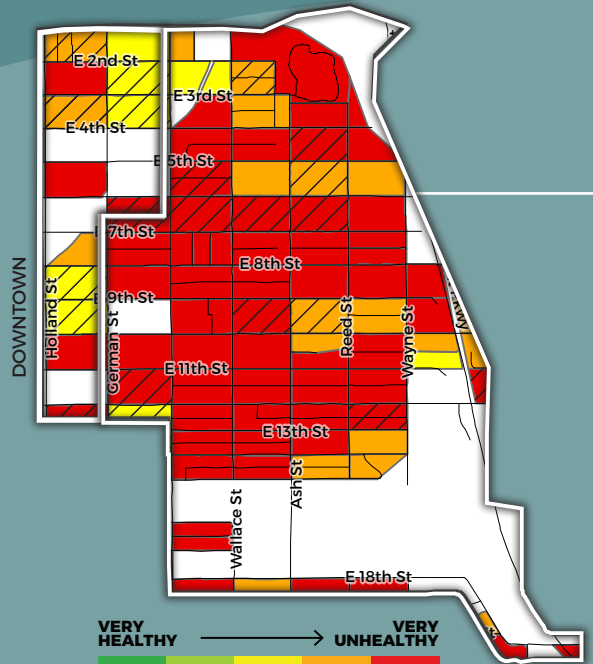 E 2nd St
E 3rd St
E 4th St
E 5th St
7th St
E 8th St
9th St
E 11th St
E 13th St
E 18th St
DOWNTOWN
Holland St
German St
Wallace St
Ash St
Reed St
Wayne St
VERY
HEALTHY
VERY
UNHEALTHY